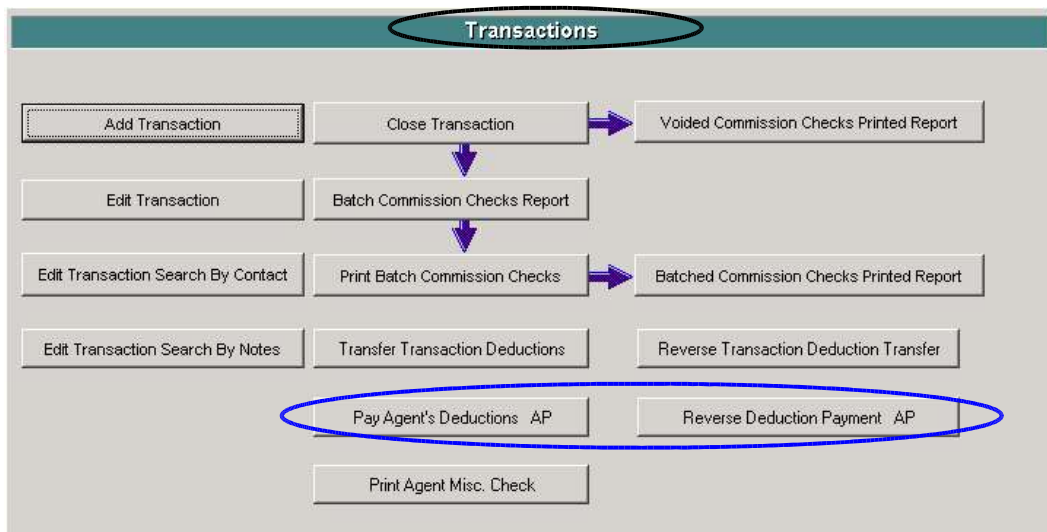 Transactions
Add Transaction
Close Transaction
Voided Commission Checks Printed Report
Edit Transaction
Batch Commission Checks Report
Edit Transaction Search By Contact
Print Batch Commission Checks
Batched Commission Checks Printed Report
Edit Transaction Search By Notes
Transfer Transaction Deductions
Reverse Transaction Deduction Transfer
Pay Agent's Deductions AP
Reverse Deduction Payment AP
Print Agent Misc. Check